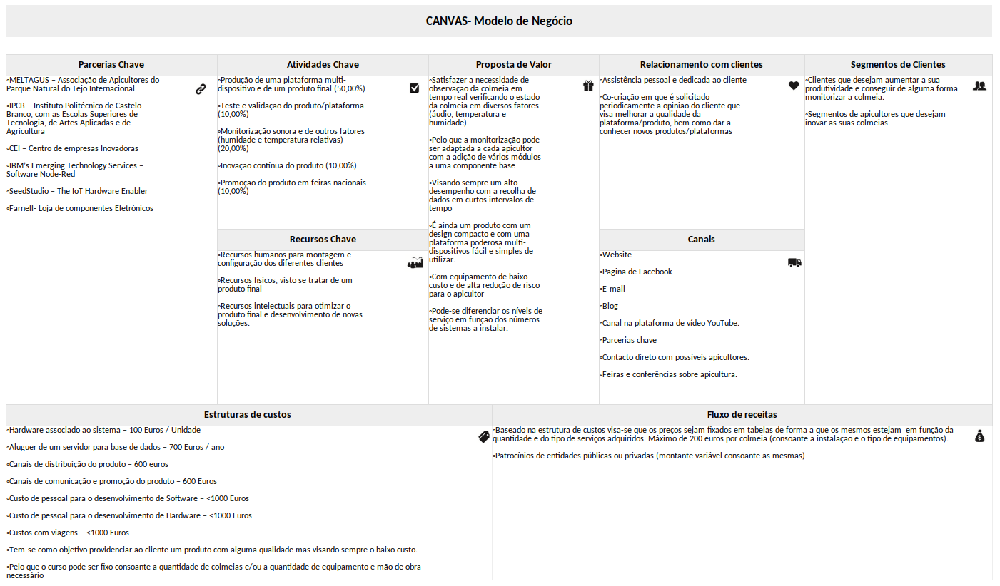 CANVAS- Modelo de Negócio
Parcerias Chave
◦MELTAGUS – Associação de Apicultores do
Parque Natural do Tejo Internacional
◦IPCB – Instituto Politécnico de Castelo
Branco, com as Escolas Superiores de
Tecnologia, de Artes Aplicadas e de
Agricultura
◦CEI – Centro de empresas Inovadoras
◦IBM's Emerging Technology Services –
Software Node-Red
◦SeedStudio – The IoT Hardware Enabler
◦Farnell- Loja de componentes Eletrónicos
Atividades Chave
◦Produção de uma plataforma multi-
dispositivo e de um produto final (50,00%)
◦Teste e validação do produto/plataforma
(10,00%)
◦Monitorização sonora e de outros fatores
(humidade e temperatura relativas)
(20,00%)
◦Inovação contínua do produto (10,00%)
◦Promoção do produto em feiras nacionais
(10,00%)
Recursos Chave
◦Recursos humanos para montagem e
configuração dos diferentes clientes
◦Recursos físicos, visto se tratar de um
produto final
◦Recursos intelectuais para otimizar o
produto final e desenvolvimento de novas
soluções.
Proposta de Valor
◦Satisfazer a necessidade de
observação da colmeia em
tempo real verificando o estado
da colmeia em diversos fatores
(áudio, temperatura e
humidade).
◦Pelo que a monitorização pode
ser adaptada a cada apicultor
com a adição de vários módulos
a uma componente base
◦Visando sempre um alto
desempenho com a recolha de
dados em curtos intervalos de
tempo
◦É ainda um produto com um
design compacto e com uma
plataforma poderosa multi-
dispositivos fácil e simples de
utilizar.
◦Com equipamento de baixo
custo e de alta redução de risco
para o apicultor
◦Pode-se diferenciar os níveis de
serviço em função dos números
de sistemas a instalar.
Relacionamento com clientes
◦Assistência pessoal e dedicada ao cliente
◦Co-criação em que é solicitado
periodicamente a opinião do cliente que
visa melhorar a qualidade da
plataforma/produto, bem como dar a
conhecer novos produtos/plataformas
Canais
◦Website
◦Pagina de Facebook
◦E-mail
◦Blog
◦Canal na plataforma de vídeo YouTube.
◦Parcerias chave
◦Contacto direto com possíveis apicultores.
◦Feiras e conferências sobre apicultura.
Segmentos de Clientes
◦Clientes que desejam aumentar a sua
produtividade e conseguir de alguma forma
monitorizar a colmeia.
◦Segmentos de apicultores que desejam
inovar as suas colmeias.
Estruturas de custos
◦Hardware associado ao sistema – 100 Euros / Unidade
◦Aluguer de um servidor para base de dados – 700 Euros / ano
◦Canais de distribuição do produto – 600 euros
◦Canais de comunicação e promoção do produto – 600 Euros
◦Custo de pessoal para o desenvolvimento de Software – <1000 Euros
◦Custo de pessoal para o desenvolvimento de Hardware – <1000 Euros
◦Custos com viagens – <1000 Euros
◦Tem-se como objetivo providenciar ao cliente um produto com alguma qualidade mas visando sempre o baixo custo.
◦Pelo que o curso pode ser fixo consoante a quantidade de colmeias e/ou a quantidade de equipamento e mão de obra
necessário
Fluxo de receitas
◦Baseado na estrutura de custos visa-se que os preços sejam fixados em tabelas de forma a que os mesmos estejam  em função da
quantidade e do tipo de serviços adquiridos. Máximo de 200 euros por colmeia (consoante a instalação e o tipo de equipamentos).
◦Patrocínios de entidades públicas ou privadas (montante variável consoante as mesmas)